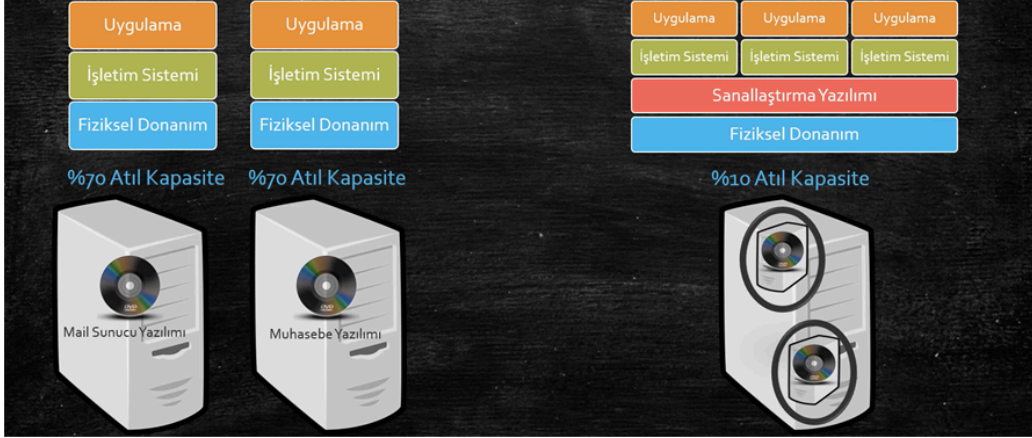 Uygulama
İşletim Sistemi
Fiziksel Donanım
%70 Atıl Kapasite
Mail Sunucu Yazılımı
Uygulama
İşletim Sistemi
Fiziksel Donanım
%70 Atıl Kapasite
Muhasebe Yazılımı
Uygulama Uygulama Uygulama
İşletim Sistemi İşletim Sistemi İşletim Sistemi
Sanallaştırma Yazılımı
Fiziksel Donanım
%10 Atıl Kapasite